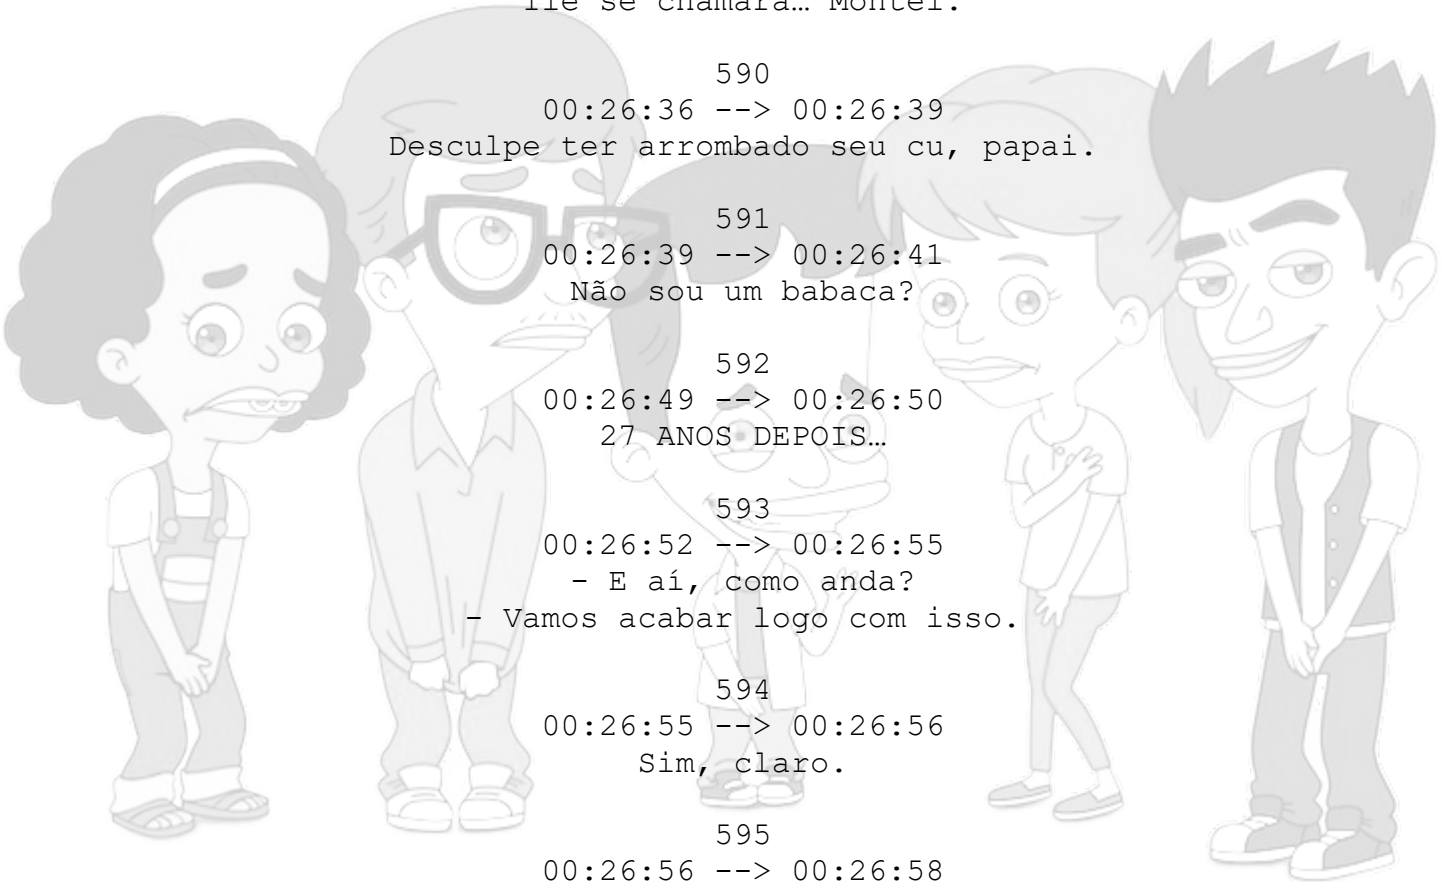 se chamará… Montel.
590
00:26:36 --> 00:26:39
Desculpe ter arrombado seu cu, papai.
591
00:26:39 --> 00:26:41
Não sou um babaca?
592
00:26:49 --> 00:26:50
27 ANOS DEPOIS…
593
00:26:52 --> 00:26:55
- E aí, como anda?
- Vamos acabar logo com isso.
594
00:26:55 --> 00:26:56
Sim, claro.
595
00:26:56 --> 00:26:58